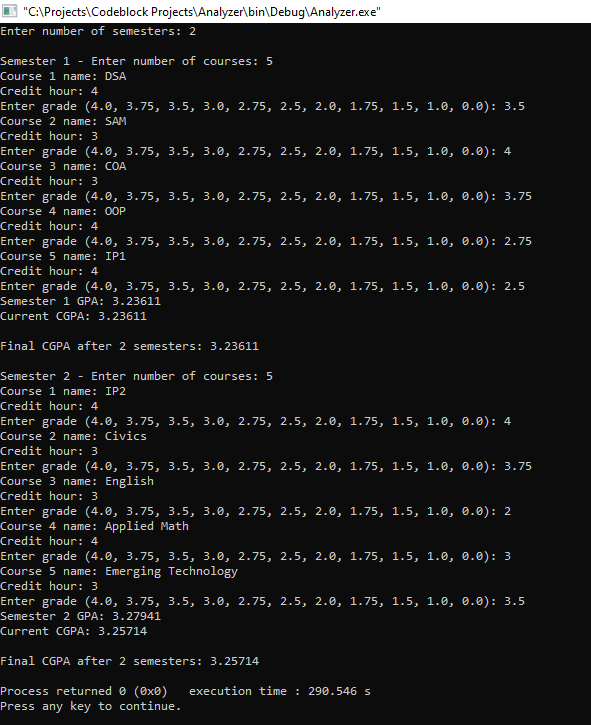 "C:\Projects\Codeblock Projects\Analyzer\bin\Debug\Analyzer.exe"
Enter number of semesters: 2
Semester 1 - Enter number of courses: 5
Course 1 name: DSA
Credit hour: 4
Enter grade (4.0, 3.75, 3.5, 3.0, 2.75, 2.5, 2.0, 1.75, 1.5, 1.0, 0.0): 3.5
Course 2 name: SAM
Credit hour: 3
Enter grade (4.0, 3.75, 3.5, 3.0, 2.75, 2.5, 2.0, 1.75, 1.5, 1.0, 0.0): 4
Course 3 name: COA
Credit hour: 3
Enter grade (4.0, 3.75, 3.5, 3.0, 2.75, 2.5, 2.0, 1.75, 1.5, 1.0, 0.0): 3.75
Course 4 name: OOP
Credit hour: 4
Enter grade (4.0, 3.75, 3.5, 3.0, 2.75, 2.5, 2.0, 1.75, 1.5, 1.0, 0.0): 2.75
Course 5 name: IP1
Credit hour: 4
Enter grade (4.0, 3.75, 3.5, 3.0, 2.75, 2.5, 2.0, 1.75, 1.5, 1.0, 0.0): 2.5
Semester 1 GPA: 3.23611
Current CGPA: 3.23611
Final CGPA after 2 semesters: 3.23611
Semester 2 - Enter number of courses: 5
Course 1 name: IP2
Credit hour: 4
Enter grade (4.0, 3.75, 3.5, 3.0, 2.75, 2.5, 2.0, 1.75, 1.5, 1.0, 0.0): 4
Course 2 name: Civics
Credit hour: 3
Enter grade (4.0, 3.75, 3.5, 3.0, 2.75, 2.5, 2.0, 1.75, 1.5, 1.0, 0.0): 3.75
Course 3 name: English
Credit hour: 3
Enter grade (4.0, 3.75, 3.5, 3.0, 2.75, 2.5, 2.0, 1.75, 1.5, 1.0, 0.0): 2
Course 4 name: Applied Math
Credit hour: 4
Enter grade (4.0, 3.75, 3.5, 3.0, 2.75, 2.5, 2.0, 1.75, 1.5, 1.0, 0.0): 3
Course 5 name: Emerging Technology
Credit hour: 3
Enter grade (4.0, 3.75, 3.5, 3.0, 2.75, 2.5, 2.0, 1.75, 1.5, 1.0, 0.0): 3.5
Semester 2 GPA: 3.27941
Current CGPA: 3.25714
Final CGPA after 2 semesters: 3.25714
Process returned 0 (0x0)   execution time : 290.546 s
Press any key to continue.